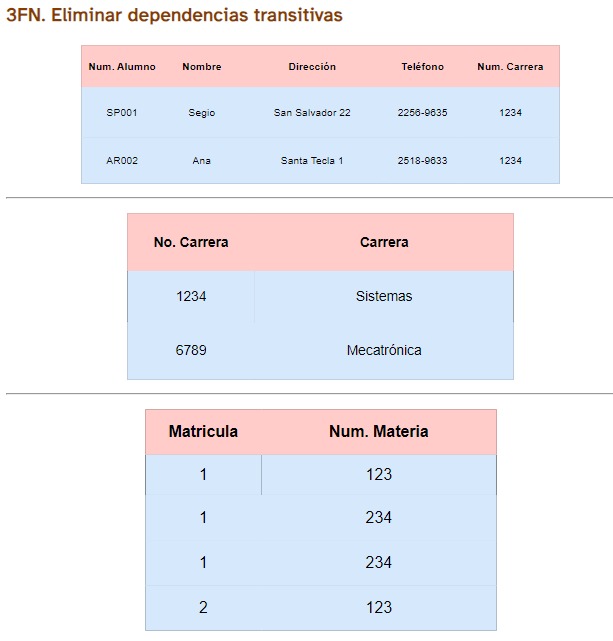 3FN. Eliminar dependencias transitivas
Num. Alumno Nombre Dirección Teléfono Num. Carrera
SP001 Segio San Salvador 22 2256-9635 1234
AR002 Ana Santa Tecla 1 2518-9633 1234
No. Carrera Carrera
1234 Sistemas
6789 Mecatrónica
Matricula Num. Materia
1 123
1 234
1 234
2 123